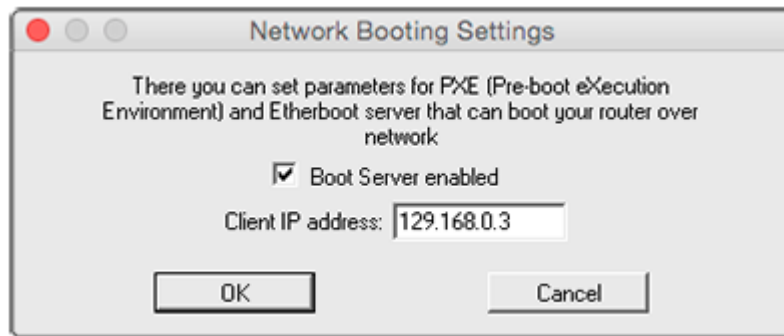 Network Booting Settings
There you can set parameters for PXE (Pre-boot eXecution
Environment) and Etherboot server that can boot your router over
network
Boot Server enabled
Client IP address: 129.168.0.3
OK Cancel